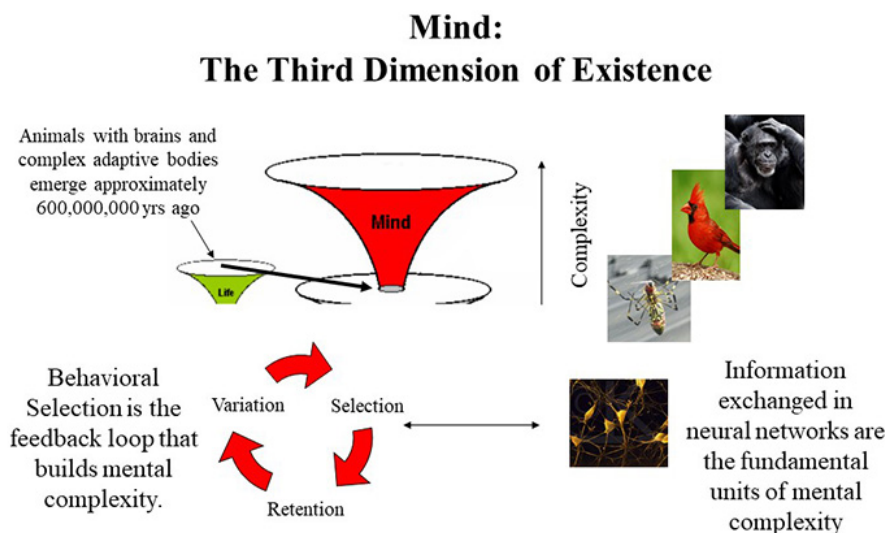 Mind:
The Third Dimension of Existence
Animals with brains and
complex adaptive bodies
emerge approximately
600,000,000 yrs ago
Mind
Life
Complexity
Behavioral
Selection is the
feedback loop that
builds mental
complexity.
Variation
Selection
Retention
Information
exchanged in
neural networks are
the fundamental
units of mental
complexity